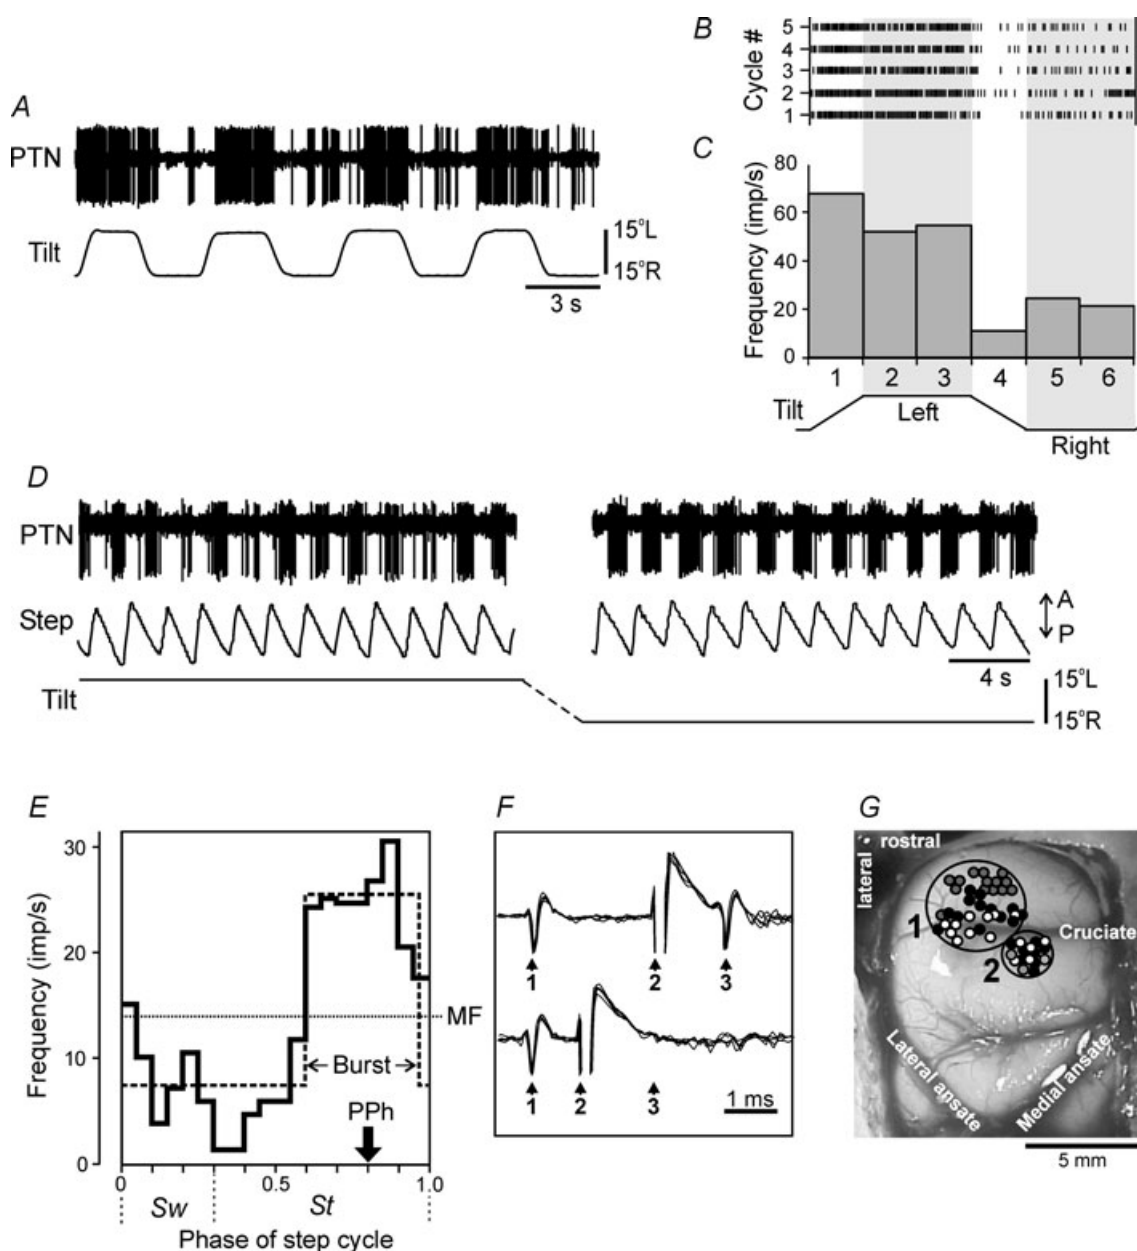 A
PTN
Tilt
15°L
15°R
3 s
B
Cycle #
5
4
3
2
1
C
Frequency (imp/s)
80
60
40
20
0
1 2 3 4 5 6
Tilt
Left
Right
D
PTN
Step
A
P
4 s
Tilt
15°L
15°R
E
Frequency (imp/s)
30
20
10
0
MF
Burst
PPh
0 0.5 1.0
Sw St
Phase of step cycle
F
1 2 3
1 2 3
1 ms
G
rostral
lateral
1
Cruciate
2
Lateral ansate
Medial ansate
5 mm